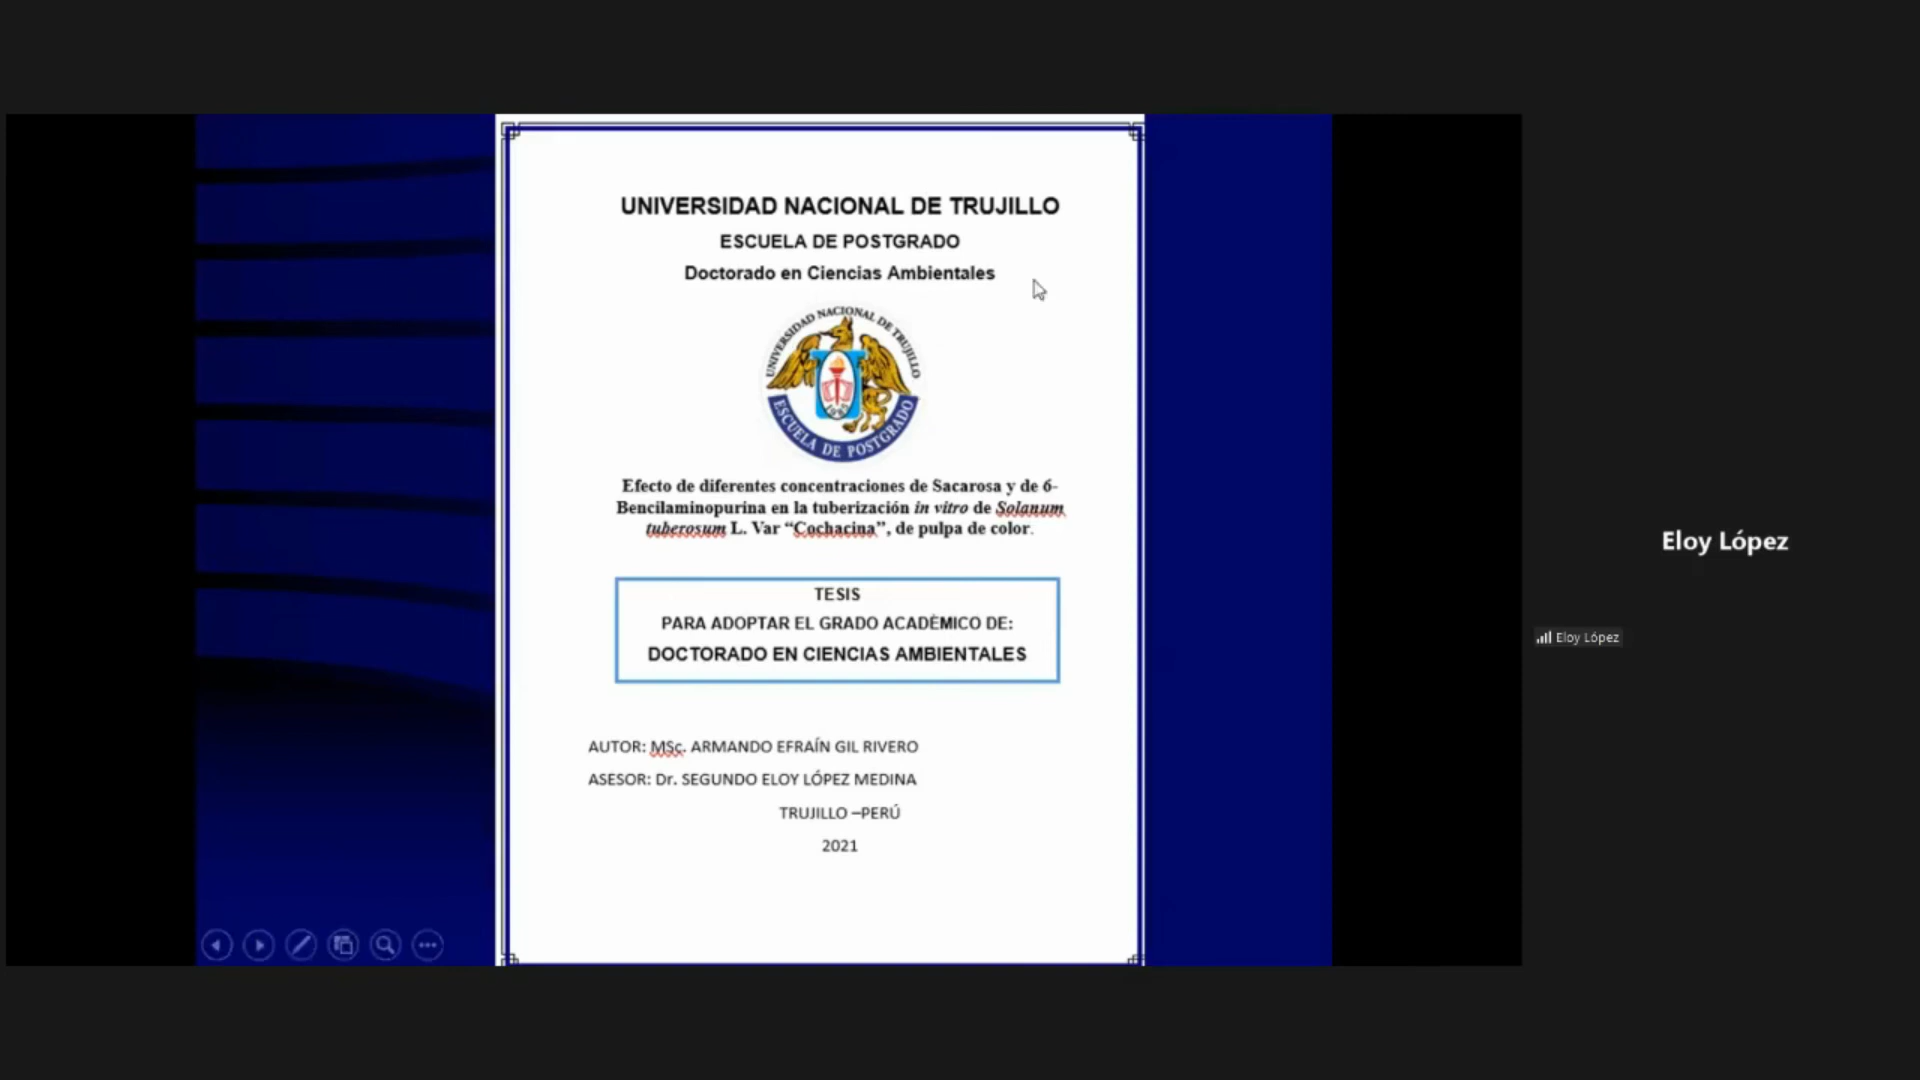 UNIVERSIDAD NACIONAL DE TRUJILLO
ESCUELA DE POSTGRADO
Doctorado en Ciencias Ambientales
UNIVERSIDAD NACIONAL DE TRUJILLO
ESCUELA DE POSTGRADO
Efecto de diferentes concentraciones de Sacarosa y de 6-
Bencilaminopurina en la tuberización in vitro de Solanum
tuberosum L. Var “Cochacina”, de pulpa de color.
TESIS
PARA ADOPTAR EL GRADO ACADÉMICO DE:
DOCTORADO EN CIENCIAS AMBIENTALES
AUTOR: MSc. ARMANDO EFRAÍN GIL RIVERO
ASESOR: Dr. SEGUNDO ELOY LÓPEZ MEDINA
TRUJILLO –PERÚ
2021
Eloy López
Eloy López